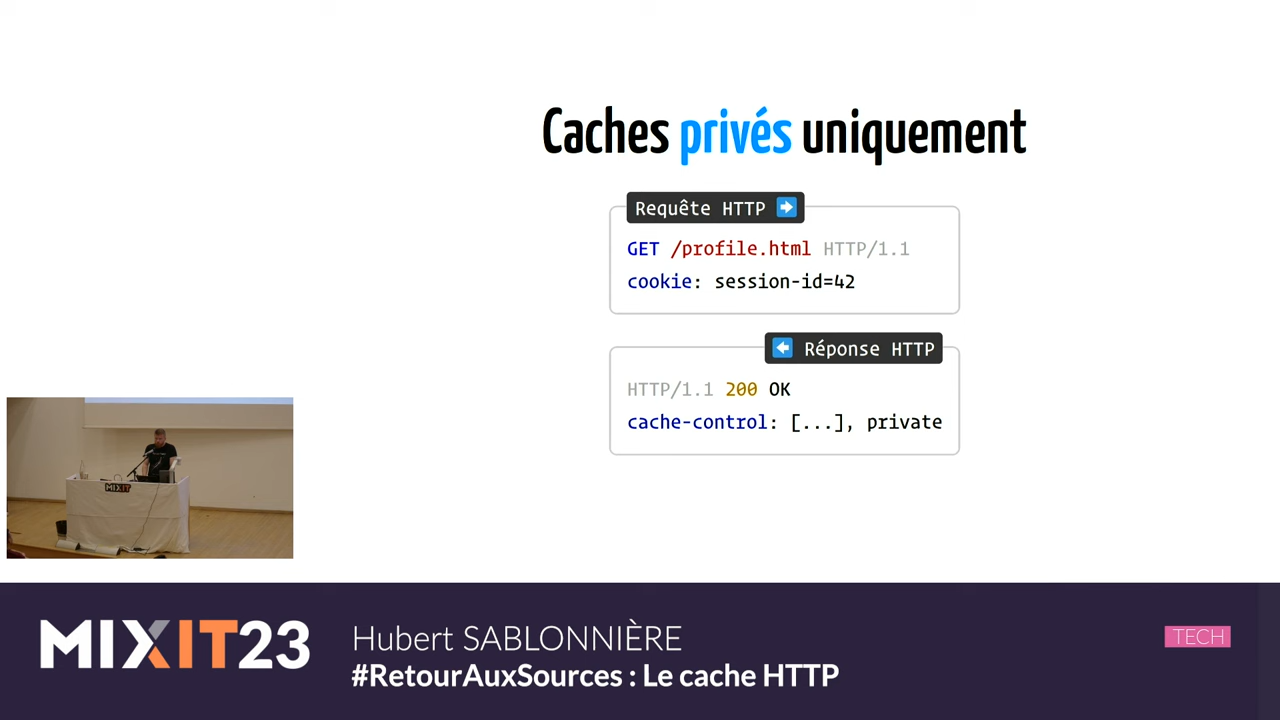 Caches privés uniquement
Requête HTTP ➡
GET /profile.html HTTP/1.1
cookie: session-id=42
⬅ Réponse HTTP
HTTP/1.1 200 OK
cache-control: [...], private
MIXIT
MIXIT23
Hubert SABLONNIÈRE
TECH
#RetourAuxSources : Le cache HTTP